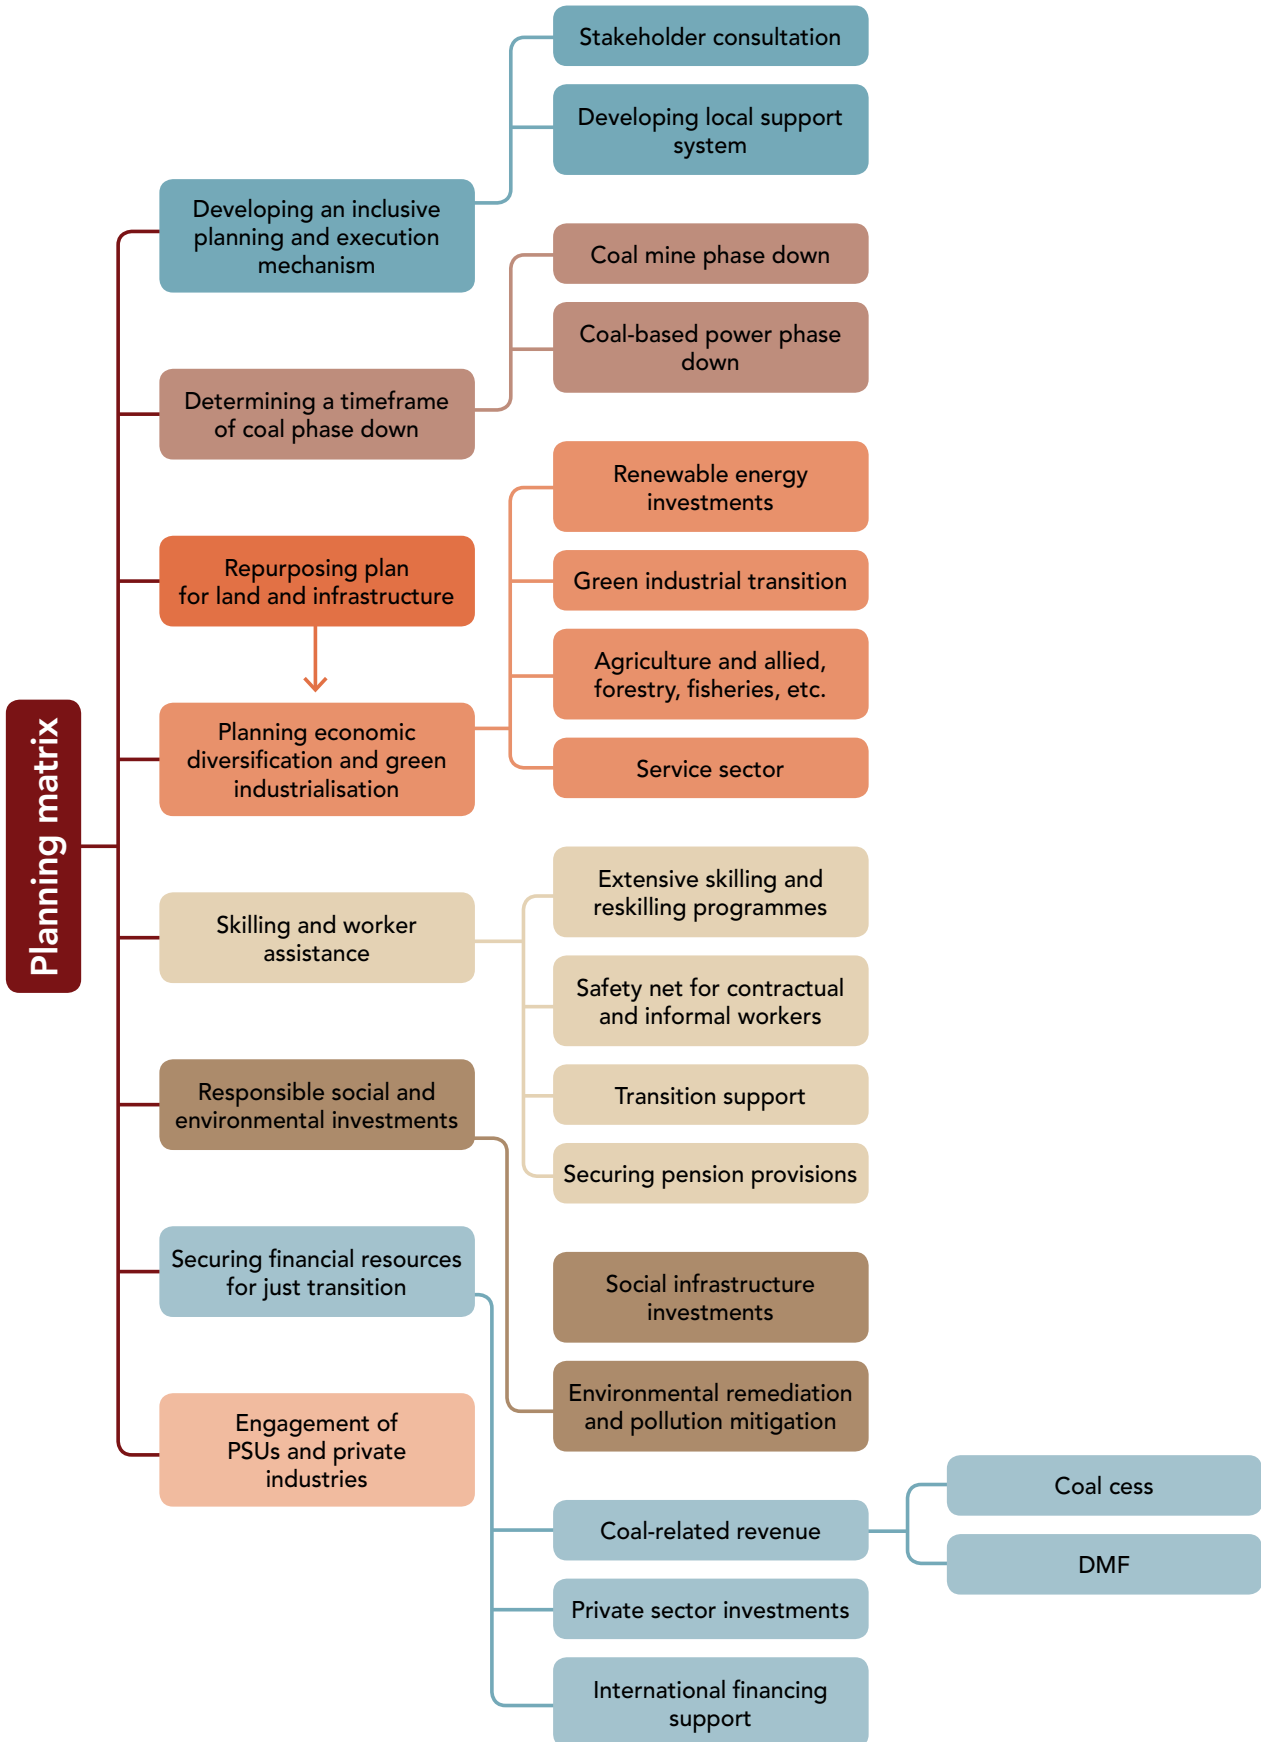 Planning matrix
Developing an inclusive
planning and execution
mechanism
Stakeholder consultation
Developing local support
system
Determining a timeframe
of coal phase down
Coal mine phase down
Coal-based power phase
down
Repurposing plan
for land and infrastructure
Planning economic
diversification and green
industrialisation
Renewable energy
investments
Green industrial transition
Agriculture and allied,
forestry, fisheries, etc.
Service sector
Skilling and worker
assistance
Extensive skilling and
reskilling programmes
Safety net for contractual
and informal workers
Transition support
Securing pension provisions
Responsible social and
environmental investments
Social infrastructure
investments
Environmental remediation
and pollution mitigation
Securing financial resources
for just transition
Coal-related revenue
Coal cess
DMF
Private sector investments
International financing
support
Engagement of
PSUs and private
industries